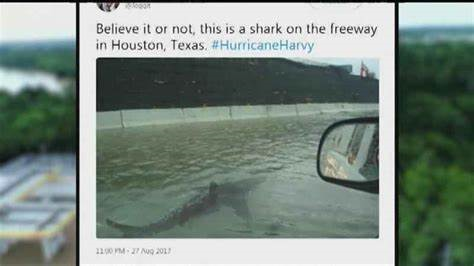 Believe it or not, this is a shark on the freeway
in Houston, Texas. #HurricaneHarvy
11:00 PM - 27 Aug 2017